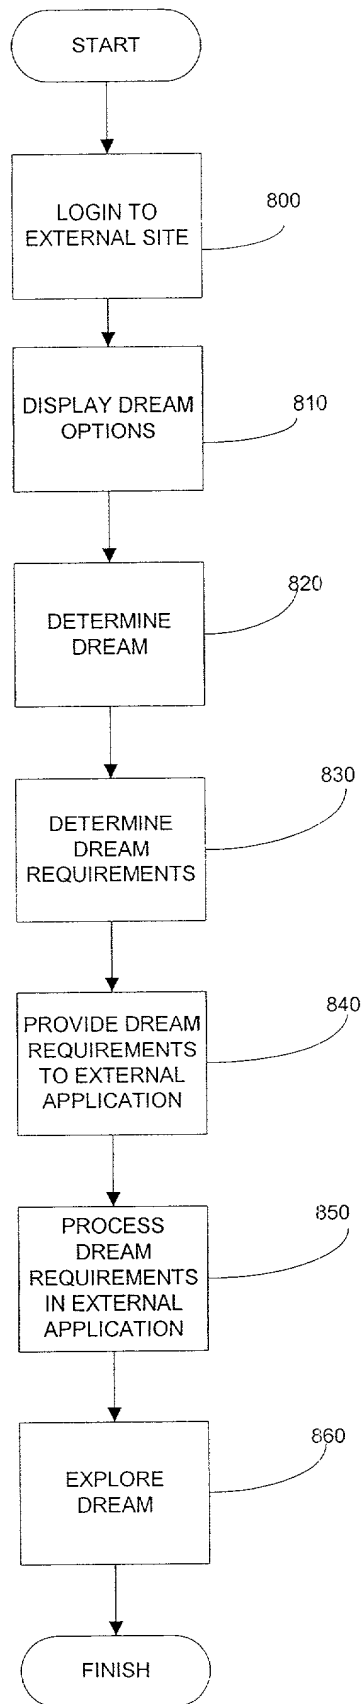 START
LOGIN TO
EXTERNAL SITE
800
DISPLAY DREAM
OPTIONS
810
DETERMINE
DREAM
820
DETERMINE
DREAM
REQUIREMENTS
830
PROVIDE DREAM
REQUIREMENTS
TO EXTERNAL
APPLICATION
840
PROCESS
DREAM
REQUIREMENTS
IN EXTERNAL
APPLICATION
850
EXPLORE
DREAM
860
FINISH